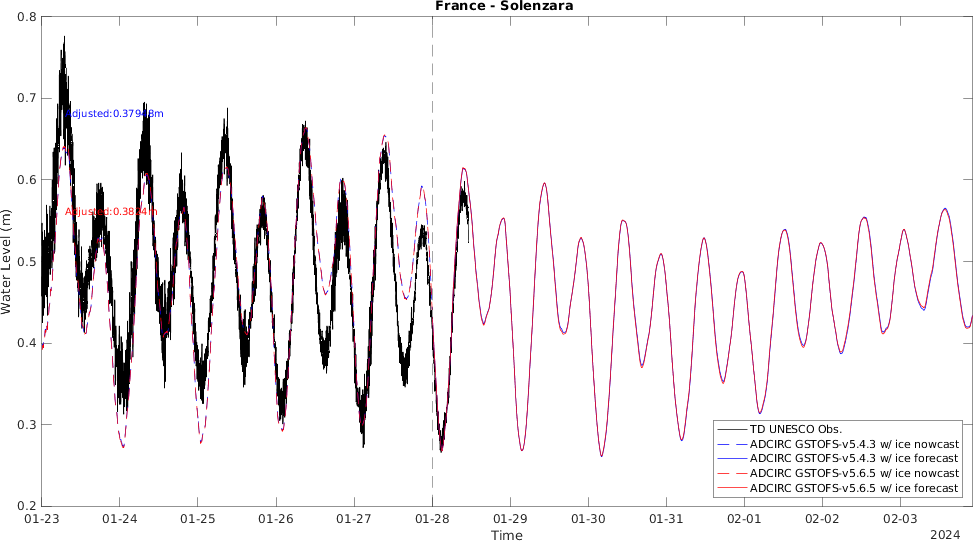 France - Solenzara
0.8
0.7
0.6
0.5
0.4
0.3
0.2
Water Level (m)
Adjusted:0.37943m
TD UNESCO Obs.
ADCIRC GSTOFS-v5.4.3 w/ ice nowcast
ADCIRC GSTOFS-v5.4.3 w/ ice forecast
ADCIRC GSTOFS-v5.6.5 w/ ice nowcast
ADCIRC GSTOFS-v5.6.5 w/ ice forecast
01-23 01-24 01-25 01-26 01-27 01-28 01-29 01-30 01-31 02-01 02-02 02-03
Time
2024